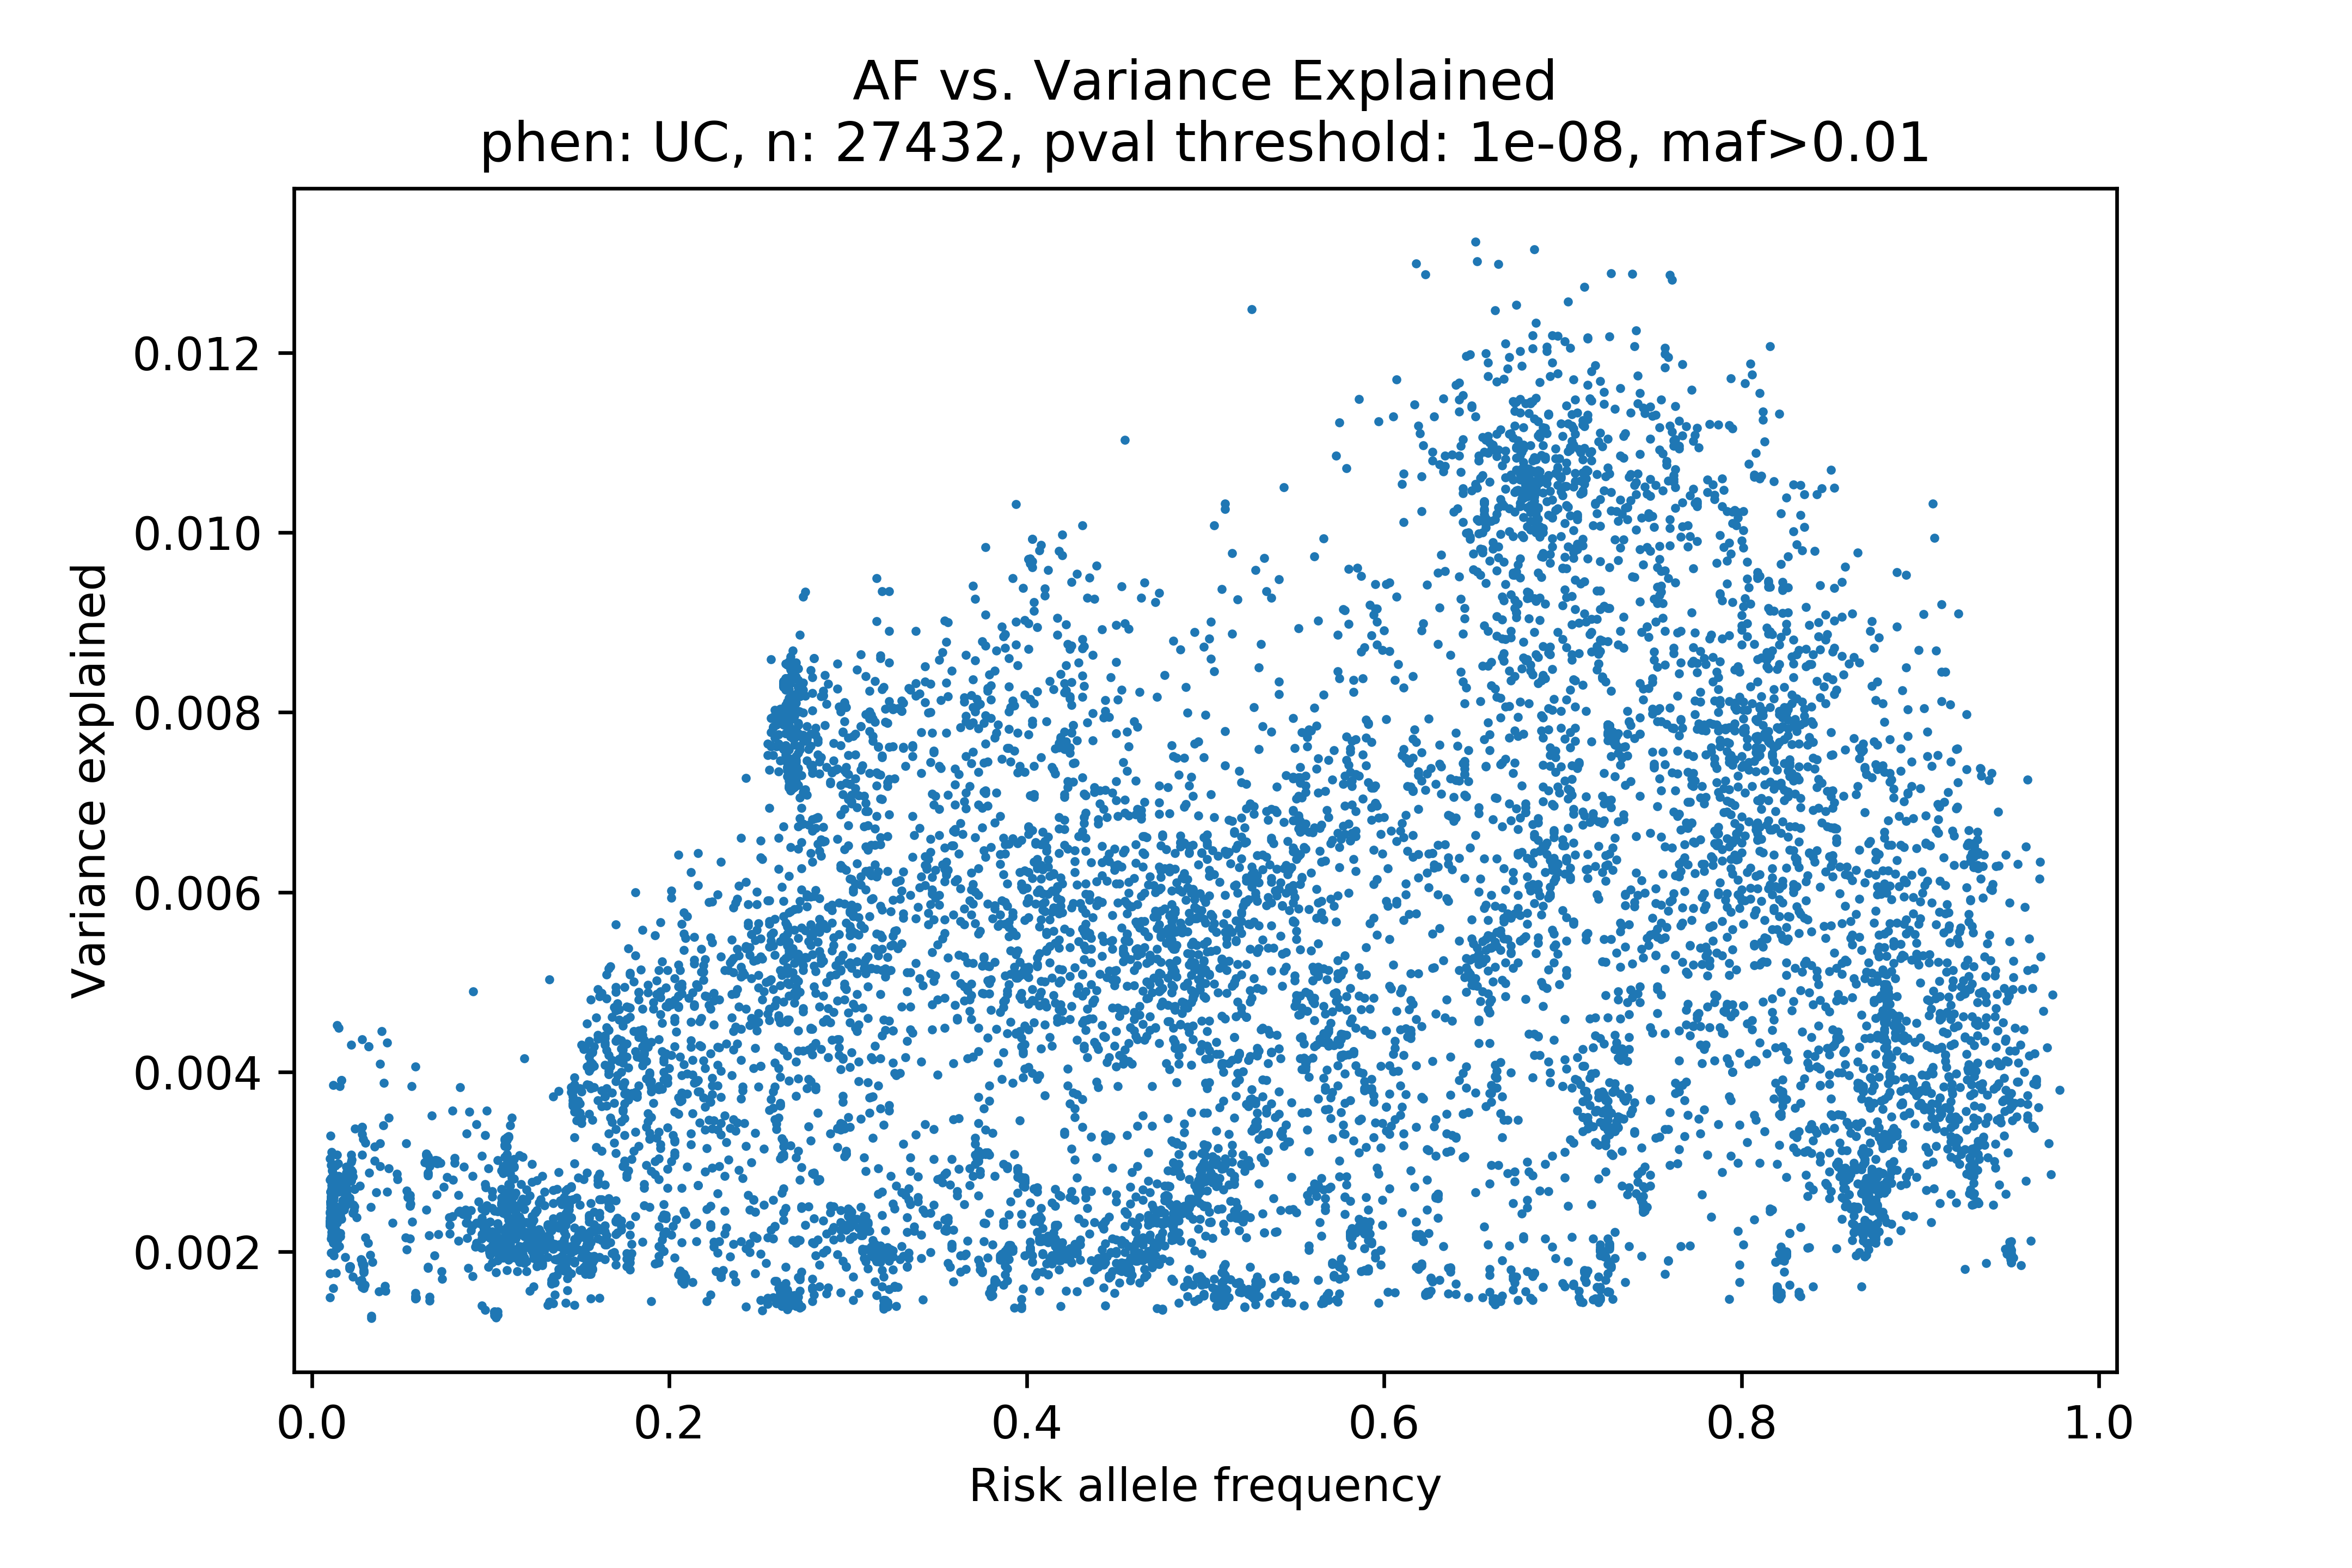 AF vs. Variance Explained
phen: UC, n: 27432, pval threshold: 1e-08, maf>0.01
Variance explained
0.012
0.010
0.008
0.006
0.004
0.002
0.0 0.2 0.4 0.6 0.8 1.0
Risk allele frequency